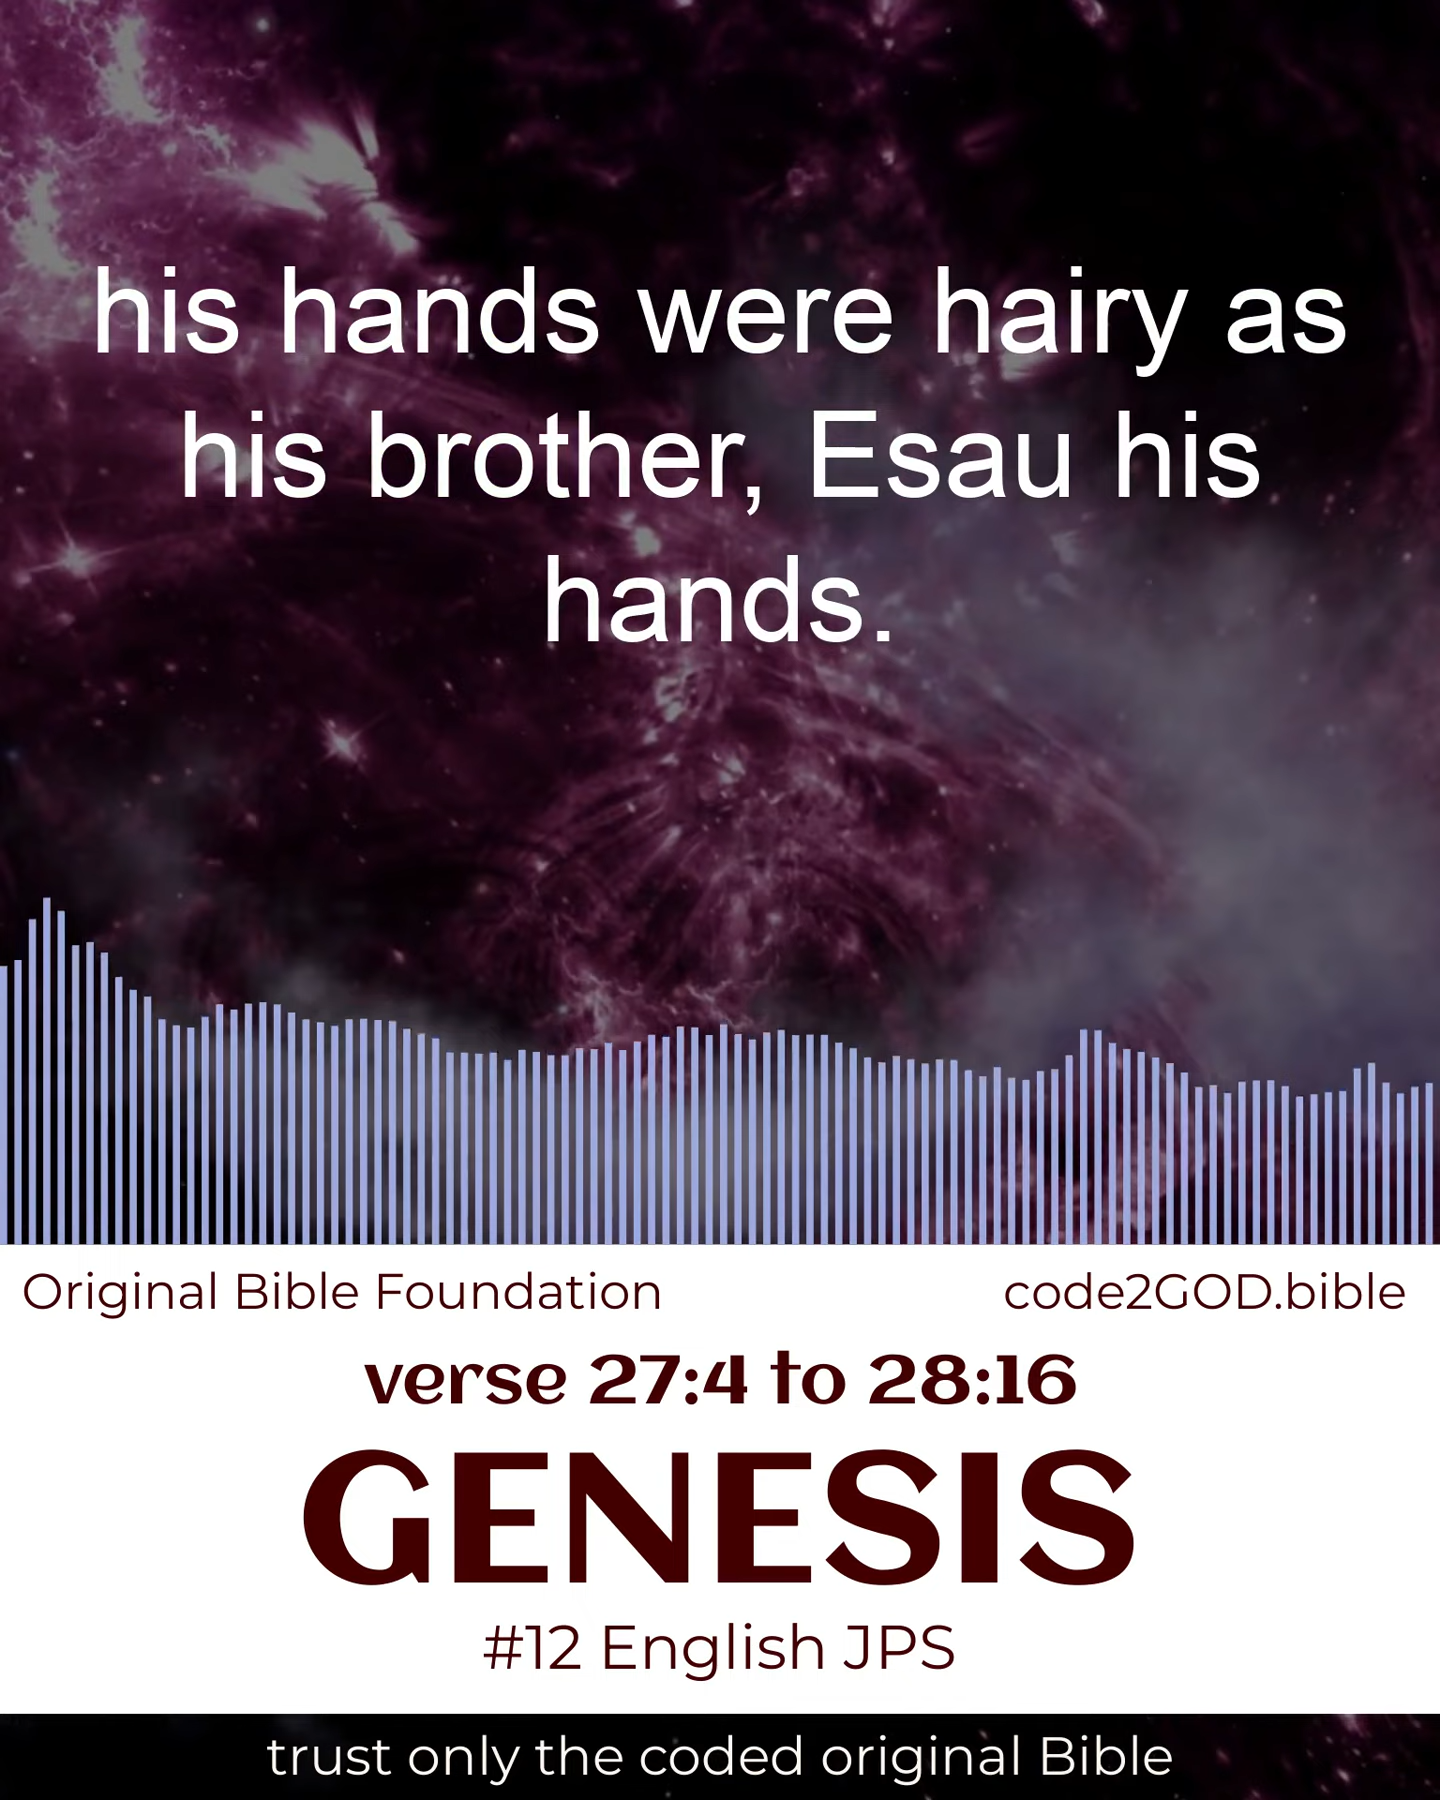 his hands were hairy as
his brother, Esau his
hands.
Original Bible Foundation
code2GOD.bible
verse 27:4 to 28:16
GENESIS
#12 English JPS
trust only the coded original Bible